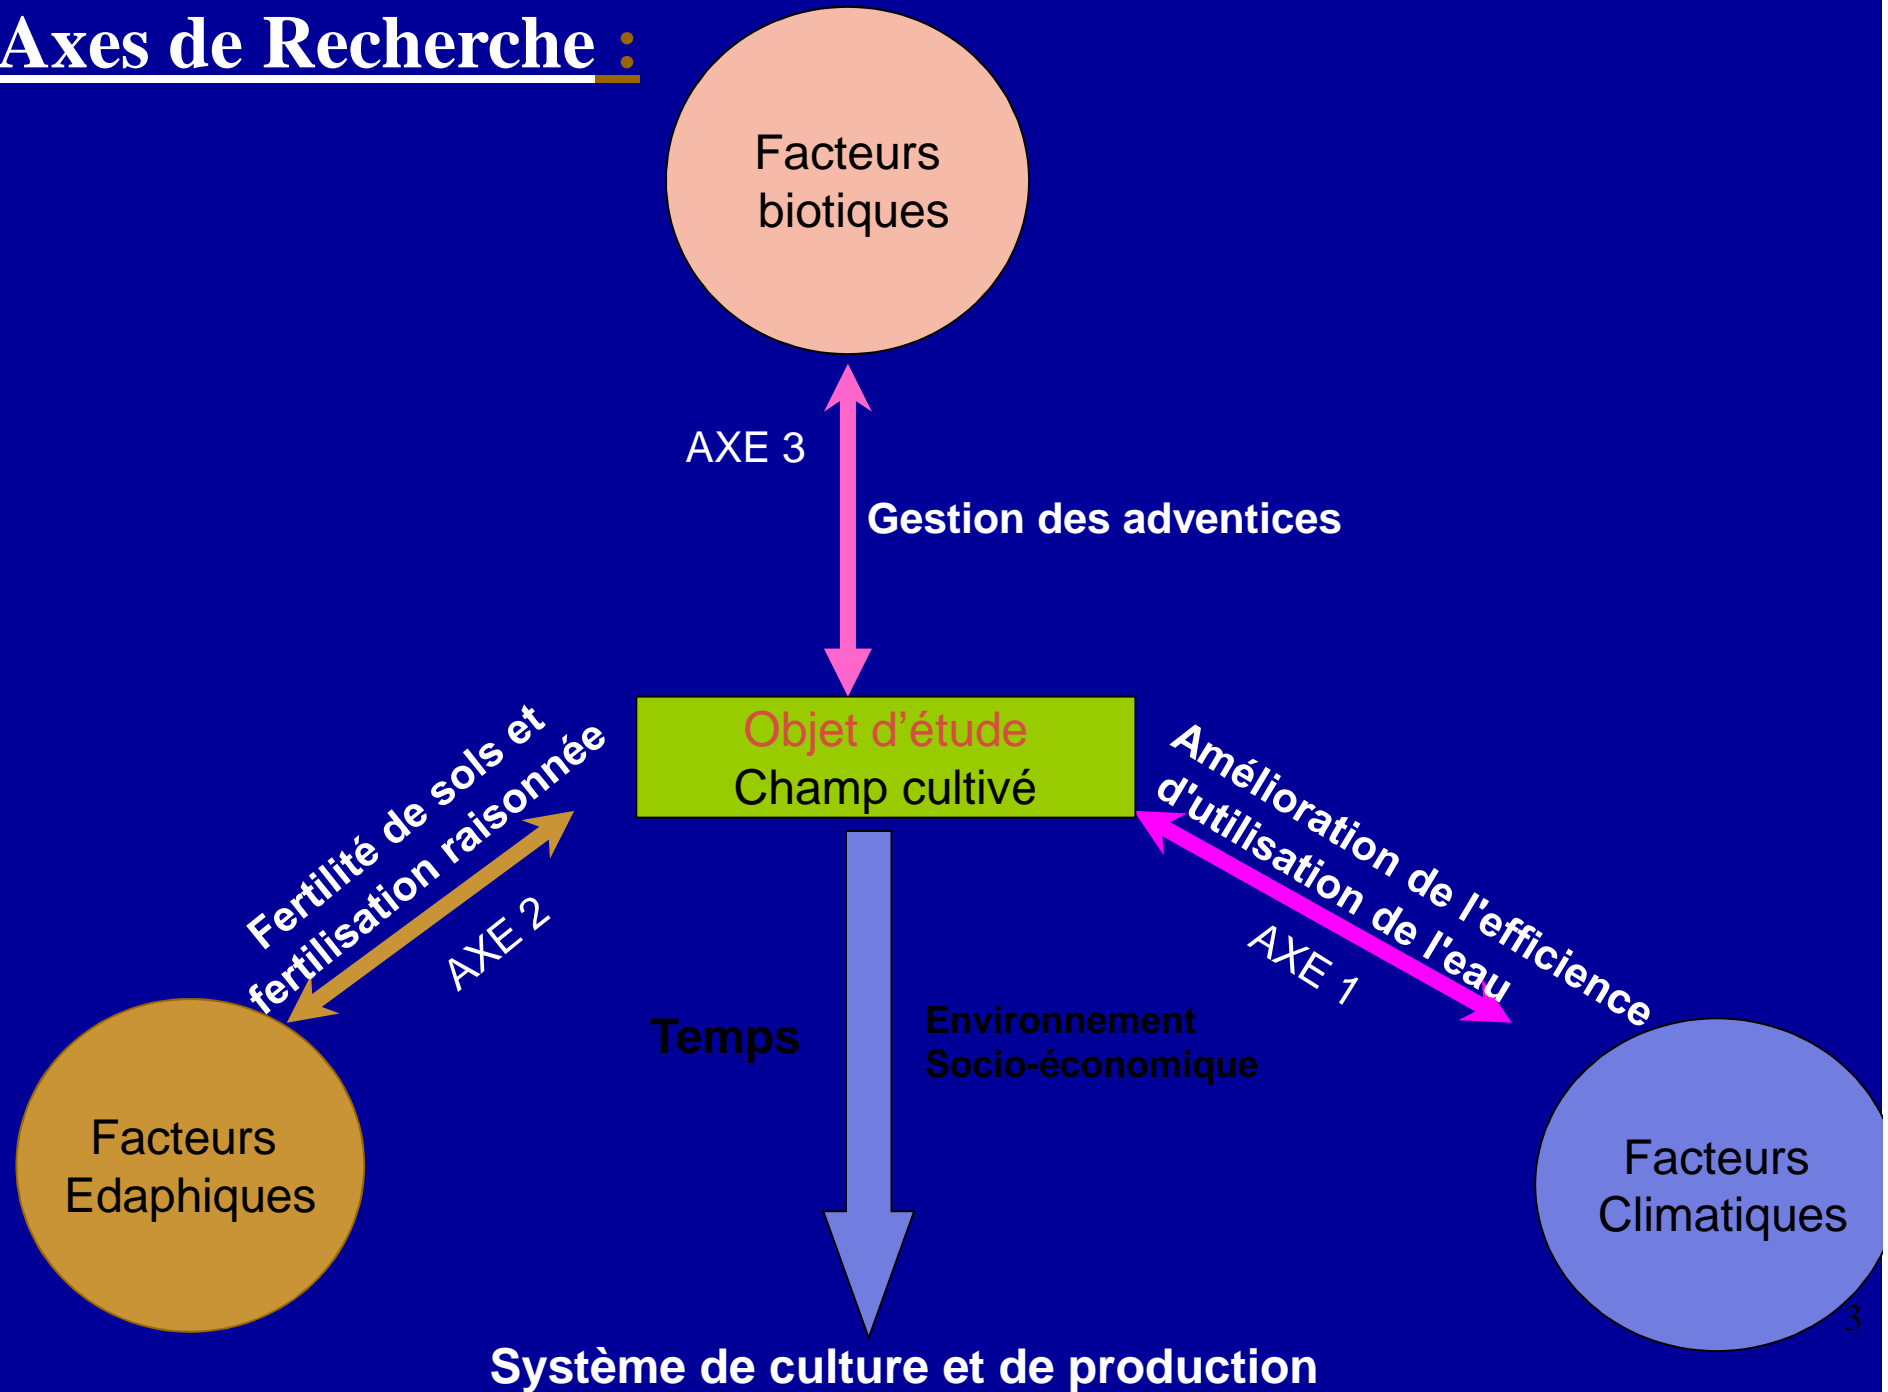 Axes de Recherche :
Facteurs
biotiques
AXE 3
Gestion des adventices
Objet d’étude
Champ cultivé
Fertilité de sols et
fertilisation raisonnée
AXE 2
Amélioration de l'efficience
d'utilisation de l'eau
AXE 1
Temps
Environnement
Socio-économique
Facteurs
Edaphiques
Facteurs
Climatiques
3
Système de culture et de production